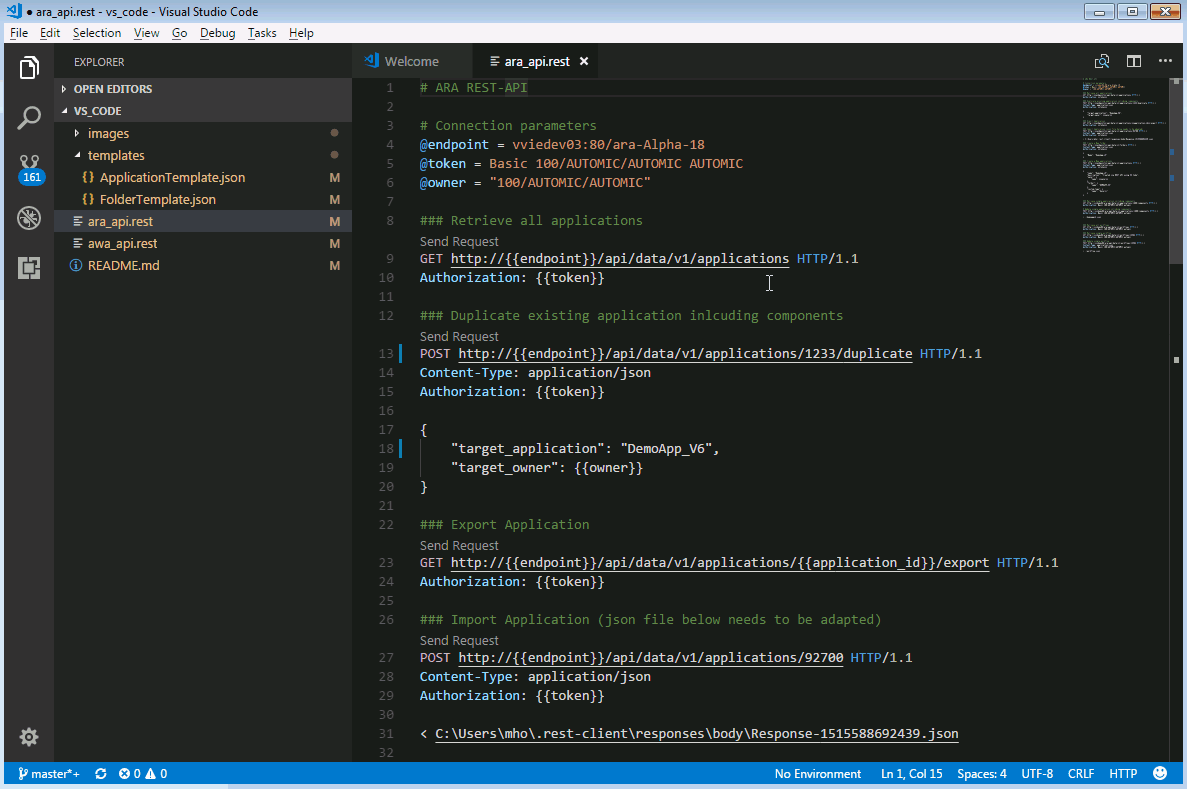 ● ara_api.rest - vs_code - Visual Studio Code
File Edit Selection View Go Debug Tasks Help
EXPLORER
OPEN EDITORS
VS_CODE
images
templates
{} ApplicationTemplate.json M
{} FolderTemplate.json M
ara_api.rest M
awa_api.rest M
README.md M
161
Welcome ara_api.rest
1 # ARA REST-API
2
3 # Connection parameters
4 @endpoint = vviedev03:80/ara-Alpha-18
5 @token = Basic 100/AUTOMIC/AUTOMIC AUTOMIC
6 @owner = "100/AUTOMIC/AUTOMIC"
7
8 ### Retrieve all applications
Send Request
9 GET http://{{endpoint}}/api/data/v1/applications HTTP/1.1
10 Authorization: {{token}}
11
12 ### Duplicate existing application inlcuding components
Send Request
13 POST http://{{endpoint}}/api/data/v1/applications/1233/duplicate HTTP/1.1
14 Content-Type: application/json
15 Authorization: {{token}}
16
17 {
18 "target_application": "DemoApp_V6",
19 "target_owner": {{owner}}
20 }
21
22 ### Export Application
Send Request
23 GET http://{{endpoint}}/api/data/v1/applications/{{application_id}}/export HTTP/1.1
24 Authorization: {{token}}
25
26 ### Import Application (json file below needs to be adapted)
Send Request
27 POST http://{{endpoint}}/api/data/v1/applications/92700 HTTP/1.1
28 Content-Type: application/json
29 Authorization: {{token}}
30
31 < C:\Users\mho\.rest-client\responses\body\Response-1515588692439.json
32
master*+ 0 0 No Environment Ln 1, Col 15 Spaces: 4 UTF-8 CRLF HTTP